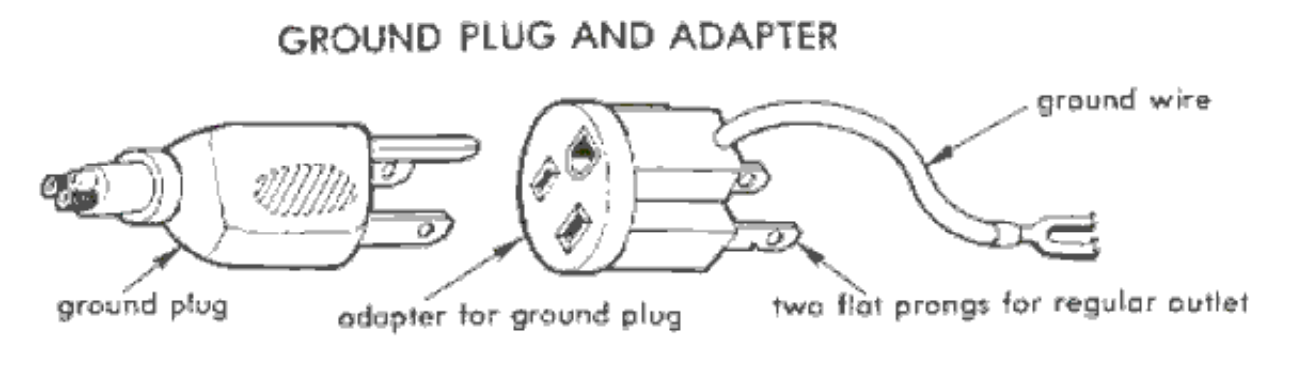 GROUND PLUG AND ADAPTER
ground wire
ground plug
adapter for ground plug
two flat prongs for regular outlet